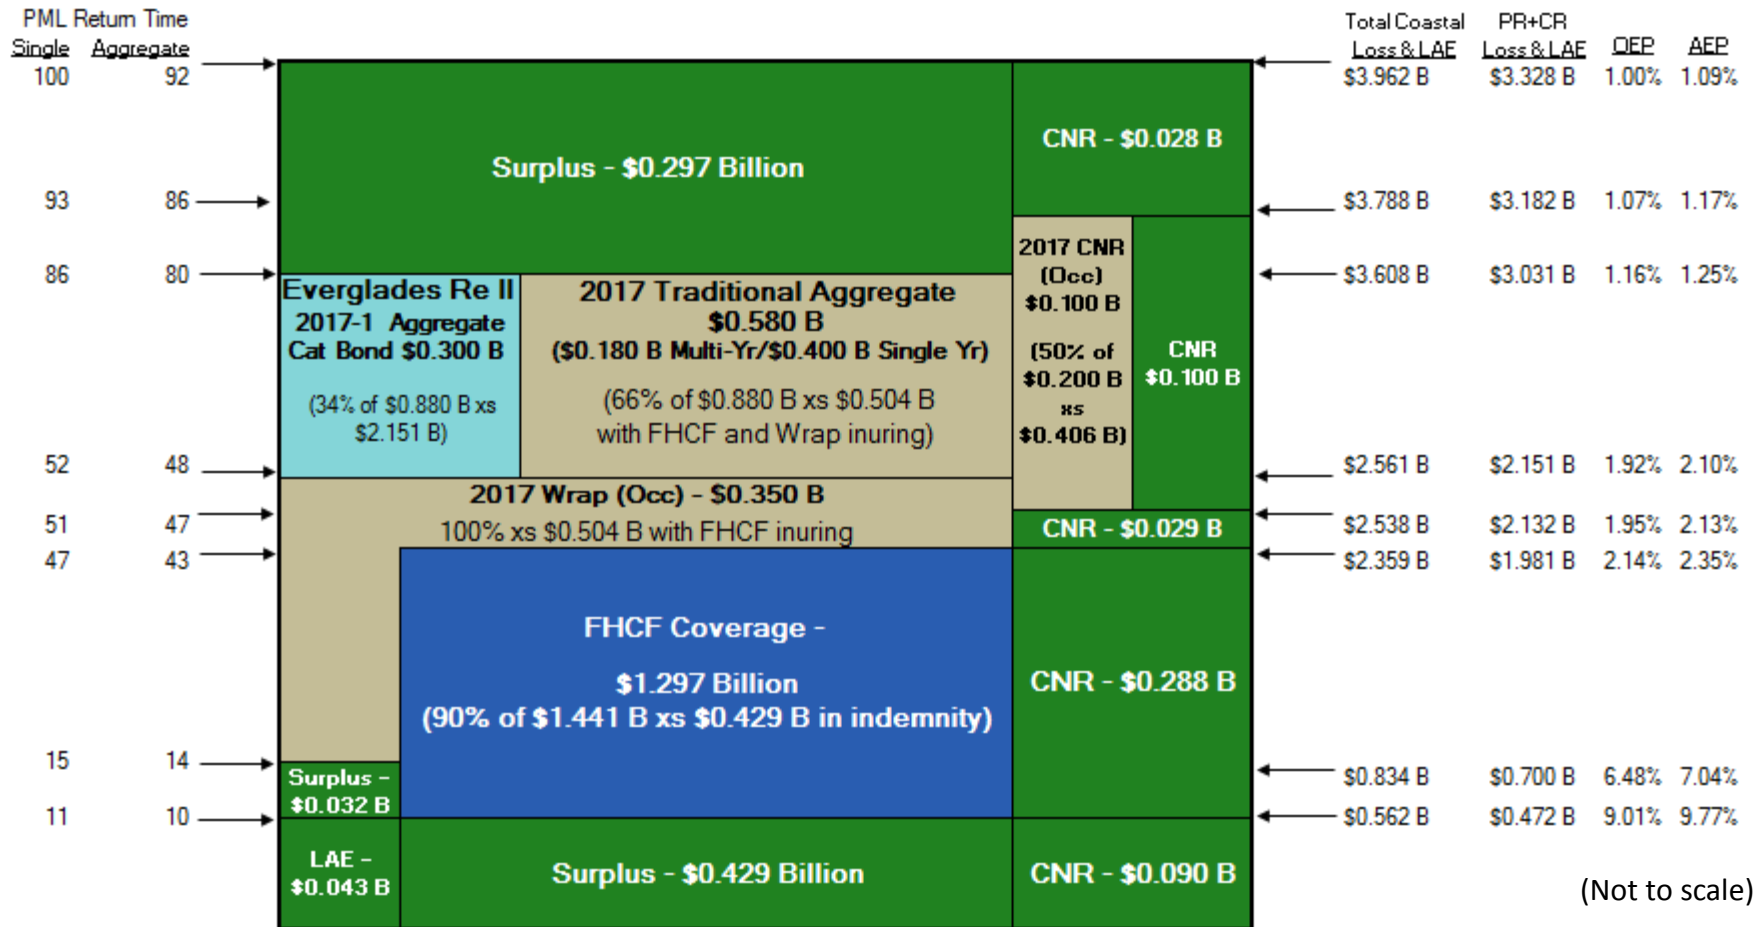 PML Return Time
Single Aggregate
100 92
93 86
86 80
52 48
51 47
47 43
15 14
11 10
Surplus - $0.297 Billion
CNR - $0.028 B
Everglades Re II
2017-1 Aggregate
Cat Bond $0.300 B
(34% of $0.880 B xs
$2.151 B)
2017 Traditional Aggregate
$0.580 B
($0.180 B Multi-Yr/$0.400 B Single Yr)
(66% of $0.880 B xs $0.504 B
with FHCF and Wrap inuring)
2017 CNR
(Occ)
$0.100 B
(50% of
$0.200 B
xs
$0.406 B)
CNR
$0.100 B
2017 Wrap (Occ) - $0.350 B
100% xs $0.504 B with FHCF inuring
CNR - $0.029 B
FHCF Coverage -
$1.297 Billion
(90% of $1.441 B xs $0.429 B in indemnity)
CNR - $0.288 B
Surplus -
$0.032 B
LAE -
$0.043 B
Surplus - $0.429 Billion
CNR - $0.090 B
Total Coastal PR+CR
Loss & LAE Loss & LAE OEP AEP
$3.962 B $3.328 B 1.00% 1.09%
$3.788 B $3.182 B 1.07% 1.17%
$3.608 B $3.031 B 1.16% 1.25%
$2.561 B $2.151 B 1.92% 2.10%
$2.538 B $2.132 B 1.95% 2.13%
$2.359 B $1.981 B 2.14% 2.35%
$0.834 B $0.700 B 6.48% 7.04%
$0.562 B $0.472 B 9.01% 9.77%
(Not to scale)